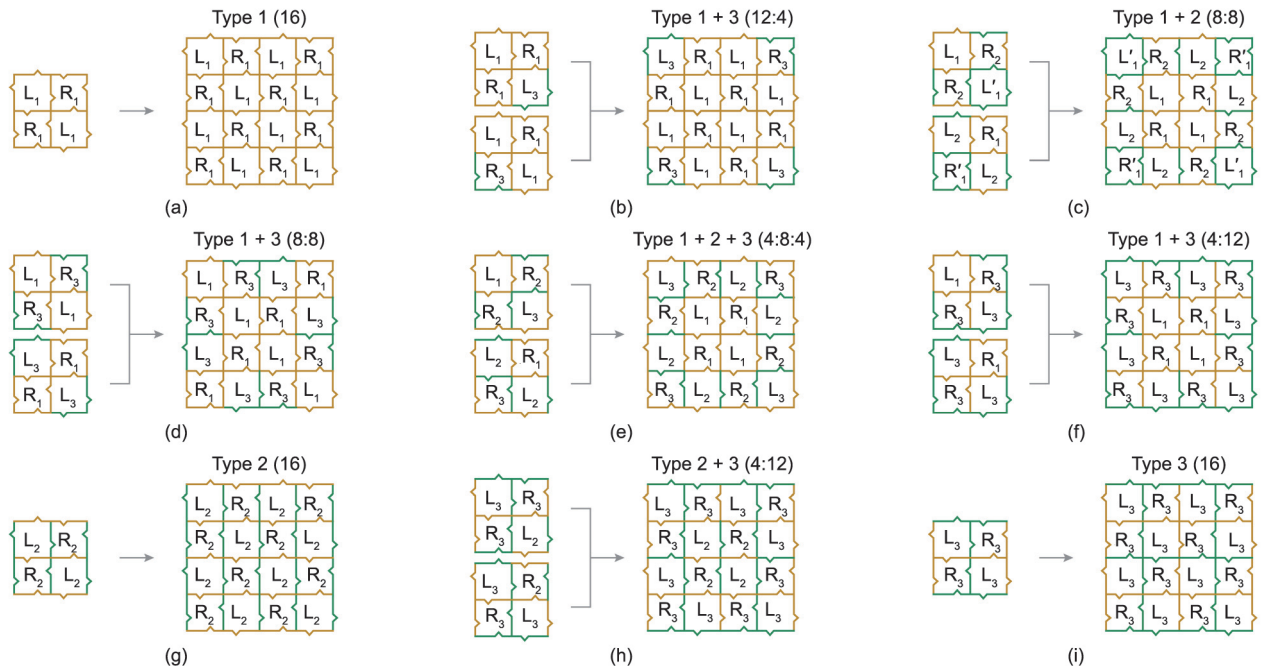 Type 1 (16)
L₁ R₁
R₁ L₁
L₁ R₁ L₁ R₁
R₁ L₁ R₁ L₁
L₁ R₁ L₁ R₁
R₁ L₁ R₁ L₁
(a)
Type 1 + 3 (12:4)
L₁ R₁
R₁ L₃
L₁ R₁
R₃ L₁
L₃ R₁ L₁ R₃
R₁ L₁ R₁ L₁
L₁ R₁ L₁ R₁
R₃ L₁ R₁ L₃
(b)
Type 1 + 2 (8:8)
L₁ R₂
R₂ L′₁
L₂ R₁
R′₁ L₂
L′₁ R₂ L₂ R′₁
R₂ L₁ R₁ L₂
L₂ R₁ L₁ R₂
R′₁ L₂ R₂ L′₁
(c)
Type 1 + 3 (8:8)
L₁ R₃
R₃ L₁
L₃ R₁
R₁ L₃
L₁ R₃ L₃ R₁
R₃ L₁ R₁ L₃
L₃ R₁ L₁ R₃
R₁ L₃ R₃ L₁
(d)
Type 1 + 2 + 3 (4:8:4)
L₁ R₂
R₂ L₃
L₂ R₁
R₃ L₂
L₃ R₂ L₂ R₃
R₂ L₁ R₁ L₂
L₂ R₁ L₁ R₂
R₃ L₂ R₂ L₃
(e)
Type 1 + 3 (4:12)
L₁ R₃
R₃ L₃
L₃ R₁
R₃ L₃
L₃ R₃ L₃ R₃
R₃ L₁ R₁ L₃
L₃ R₁ L₁ R₃
R₃ L₃ R₃ L₃
(f)
Type 2 (16)
L₂ R₂
R₂ L₂
L₂ R₂ L₂ R₂
R₂ L₂ R₂ L₂
L₂ R₂ L₂ R₂
R₂ L₂ R₂ L₂
(g)
Type 2 + 3 (4:12)
L₃ R₃
R₃ L₂
L₃ R₂
R₃ L₃
L₃ R₃ L₃ R₃
R₃ L₂ R₂ L₃
L₃ R₂ L₂ R₃
R₃ L₃ R₃ L₃
(h)
Type 3 (16)
L₃ R₃
R₃ L₃
L₃ R₃ L₃ R₃
R₃ L₃ R₃ L₃
L₃ R₃ L₃ R₃
R₃ L₃ R₃ L₃
(i)